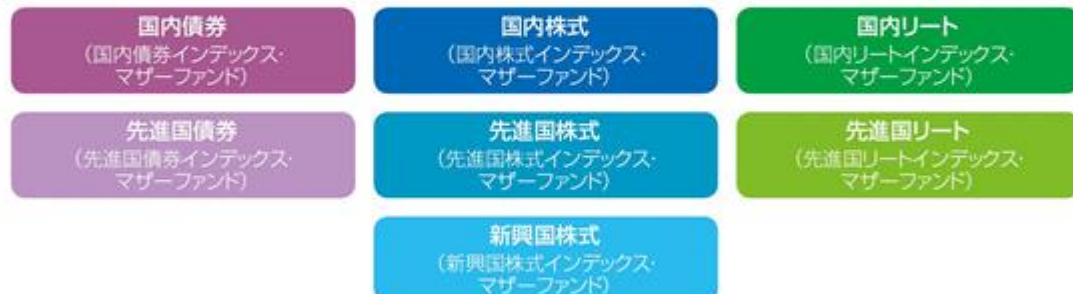 国内債券
(国内債券インデックス・
マザーファンド)
国内株式
(国内株式インデックス・
マザーファンド)
国内リート
(国内リートインデックス・
マザーファンド)
先進国債券
(先進国債券インデックス・
マザーファンド)
先進国株式
(先進国株式インデックス・
マザーファンド)
先進国リート
(先進国リートインデックス・
マザーファンド)
新興国株式
(新興国株式インデックス・
マザーファンド)